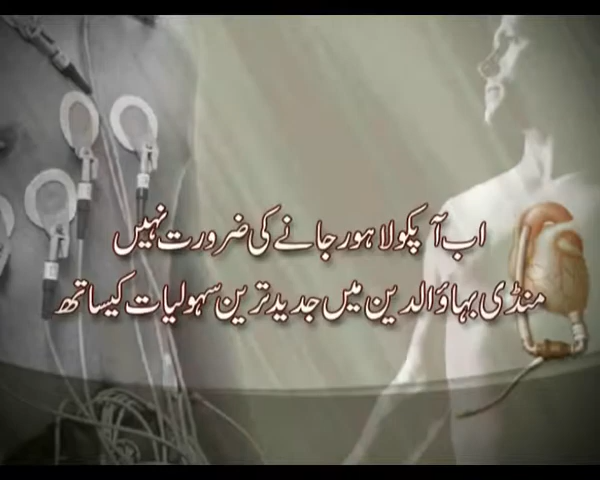 اب آپکو لاہور جانے کی ضرورت نہیں
منڈی بہاؤالدین میں جدید ترین سہولیات کیساتھ